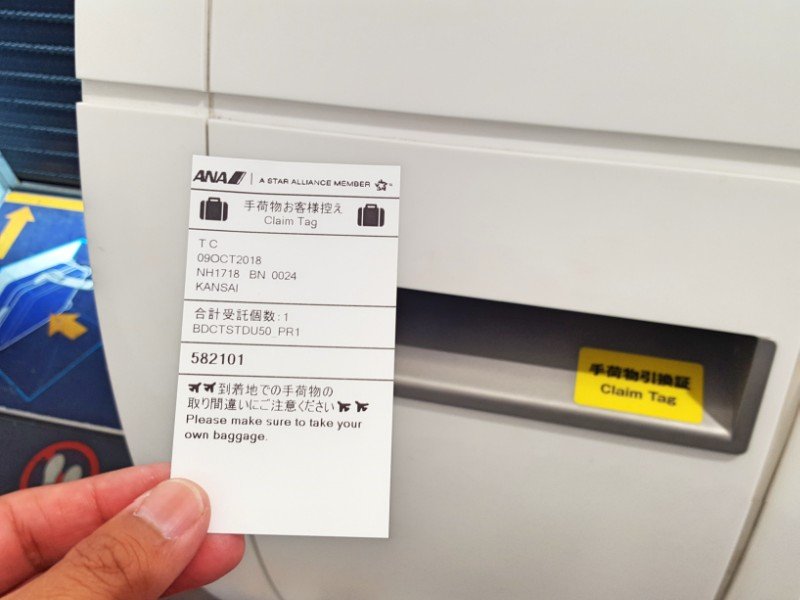 ANA | A STAR ALLIANCE MEMBER
手荷物お客様控え
Claim Tag
T C
09OCT2018
NH1718 BN 0024
KANSAI
合計受託個数:1
BDCTSTDU50_PR1
582101
到着地での手荷物の
取り間違いにご注意ください
Please make sure to take your
own baggage.
手荷物引換証
Claim Tag